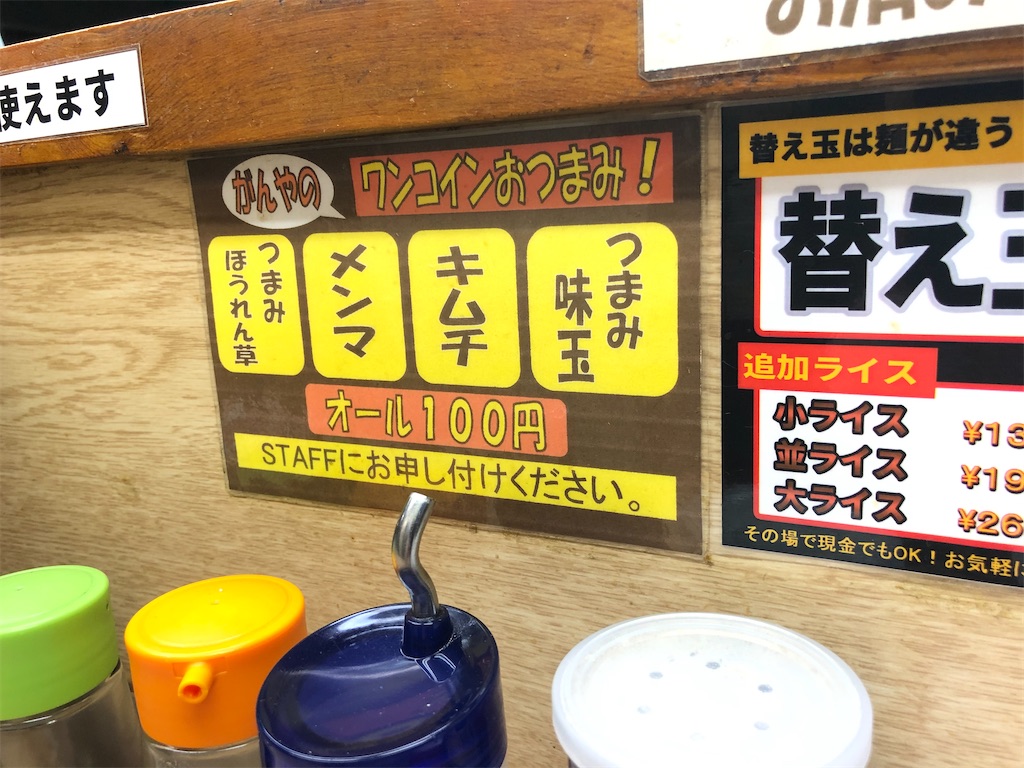 使えます
がんやの
ワンコインおつまみ！
つまみ
ほうれん草
メンマ
キムチ
つまみ
味玉
オール100円
STAFFにお申し付けください。
替え玉は麺が違う
替え
追加ライス
小ライス ¥13
並ライス ¥19
大ライス ¥26
その場で現金でもOK！お気軽に